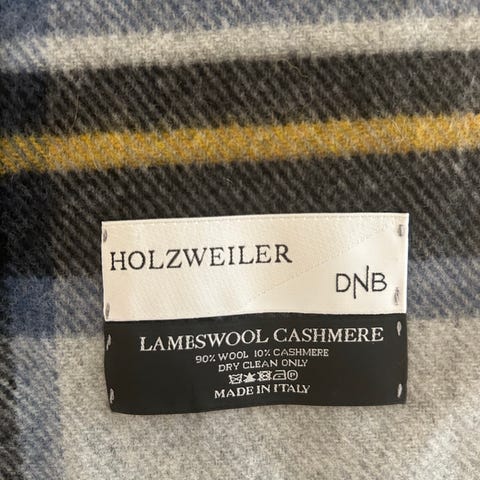 HOLZWEILER
DNB
LAMBSWOOL CASHMERE
90% WOOL 10% CASHMERE
DRY CLEAN ONLY
MADE IN ITALY